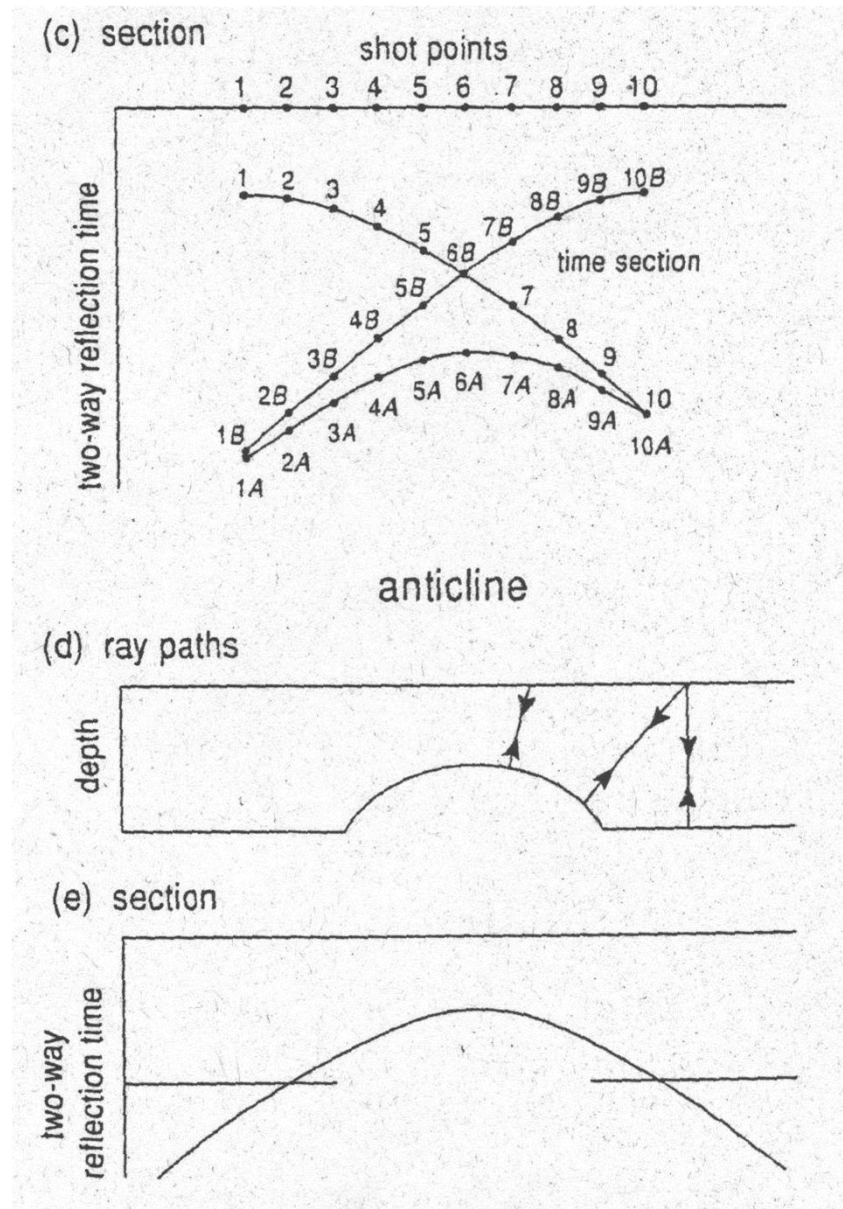 (c) section
shot points
1 2 3 4 5 6 7 8 9 10
two-way reflection time
1 2 3 4 5 6B 7B 8B 9B 10B
time section
1B 2B 3B 4B 5B 7 8 9 10
1A 2A 3A 4A 5A 6A 7A 8A 9A 10A
anticline
(d) ray paths
depth
(e) section
two-way
reflection time